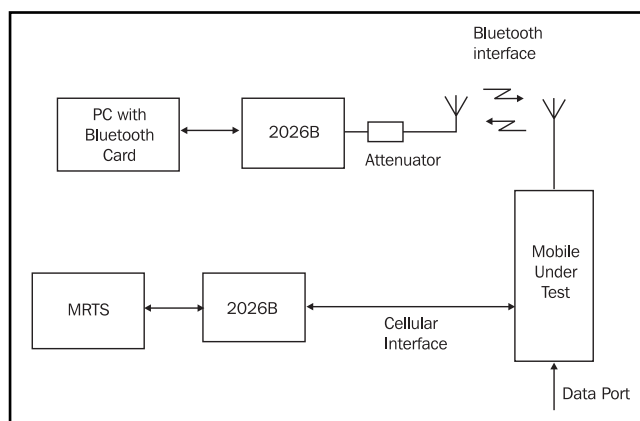 Bluetooth
interface
PC with
Bluetooth
Card
2026B
Attenuator
Mobile
Under
Test
MRTS
2026B
Cellular
Interface
Data Port